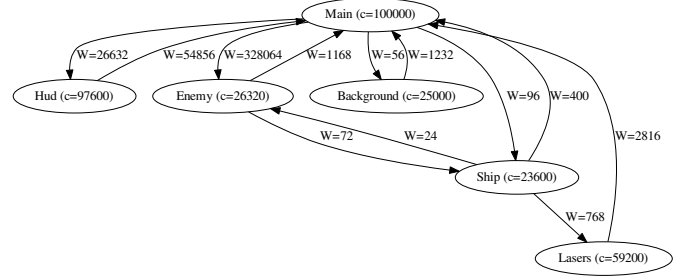 Main (c=100000)
W=26632
W=54856
W=328064
W=1168
W=56
W=1232
Hud (c=97600)
Enemy (c=26320)
Background (c=25000)
W=96
W=400
W=72
W=24
W=2816
Ship (c=23600)
W=768
Lasers (c=59200)